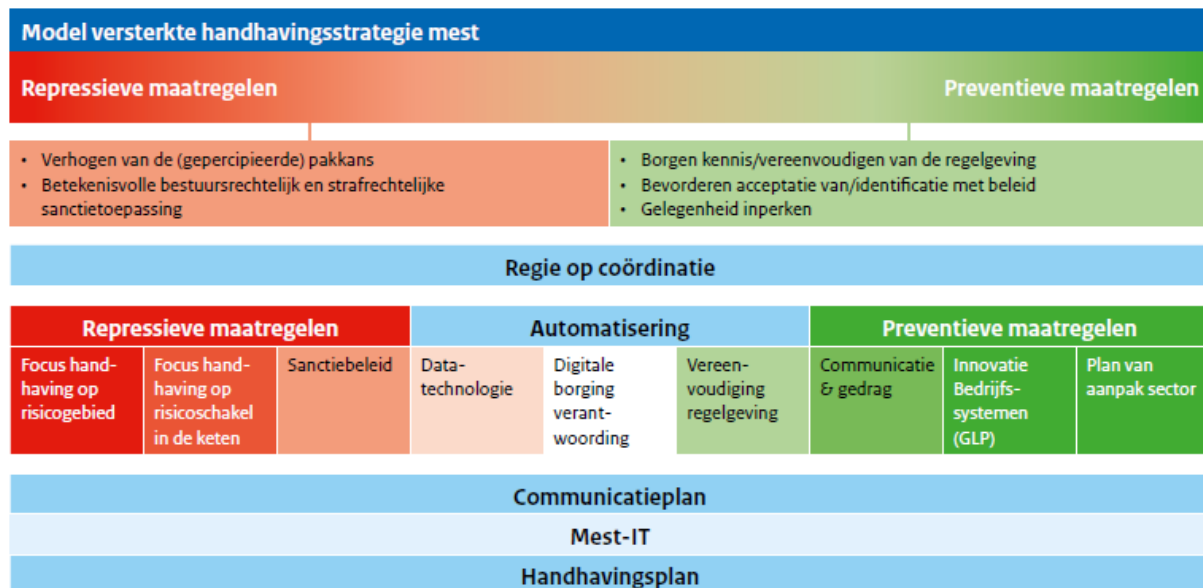 Model versterkte handhavingsstrategie mest
Repressieve maatregelen
Preventieve maatregelen
• Verhogen van de (gepercipieerde) pakkans
• Betekenisvolle bestuursrechtelijk en strafrechtelijke
sanctietoepassing
• Borgen kennis/vereenvoudigen van de regelgeving
• Bevorderen acceptatie van/identificatie met beleid
• Gelegenheid inperken
Regie op coördinatie
Repressieve maatregelen
Automatisering
Preventieve maatregelen
Focus hand-
having op
risicogebied
Focus hand-
having op
risicoschakel
in de keten
Sanctiebeleid
Data-
technologie
Digitale
borging
verant-
woording
Vereen-
voudiging
regelgeving
Communicatie
& gedrag
Innovatie
Bedrijfs-
systemen
(GLP)
Plan van
aanpak sector
Communicatieplan
Mest-IT
Handhavingsplan